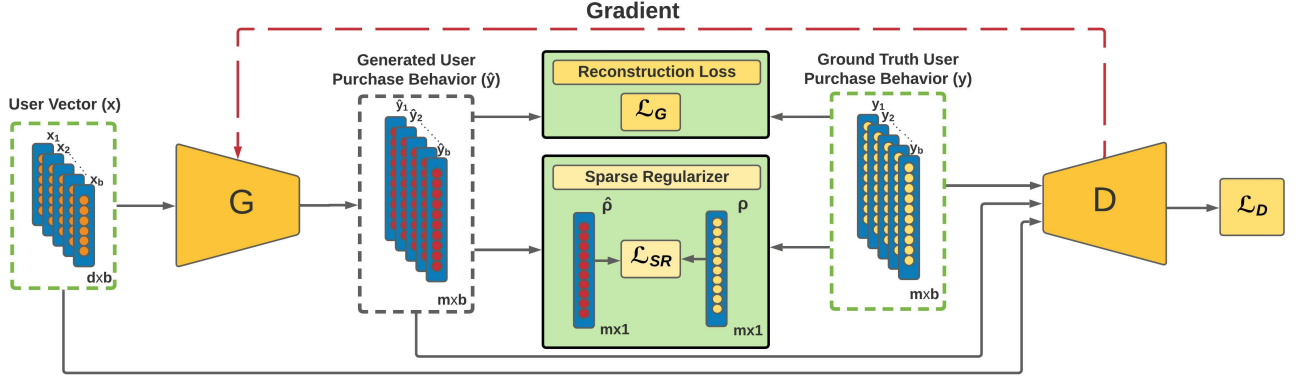 Gradient
User Vector (x)
x1
x2
xb
dxb
G
Generated User
Purchase Behavior (ŷ)
ŷ1
ŷ2
ŷb
mxb
Reconstruction Loss
ℒG
Sparse Regularizer
ρ̂
ρ
ℒSR
mx1
mx1
Ground Truth User
Purchase Behavior (y)
y1
y2
yb
mxb
D
ℒD